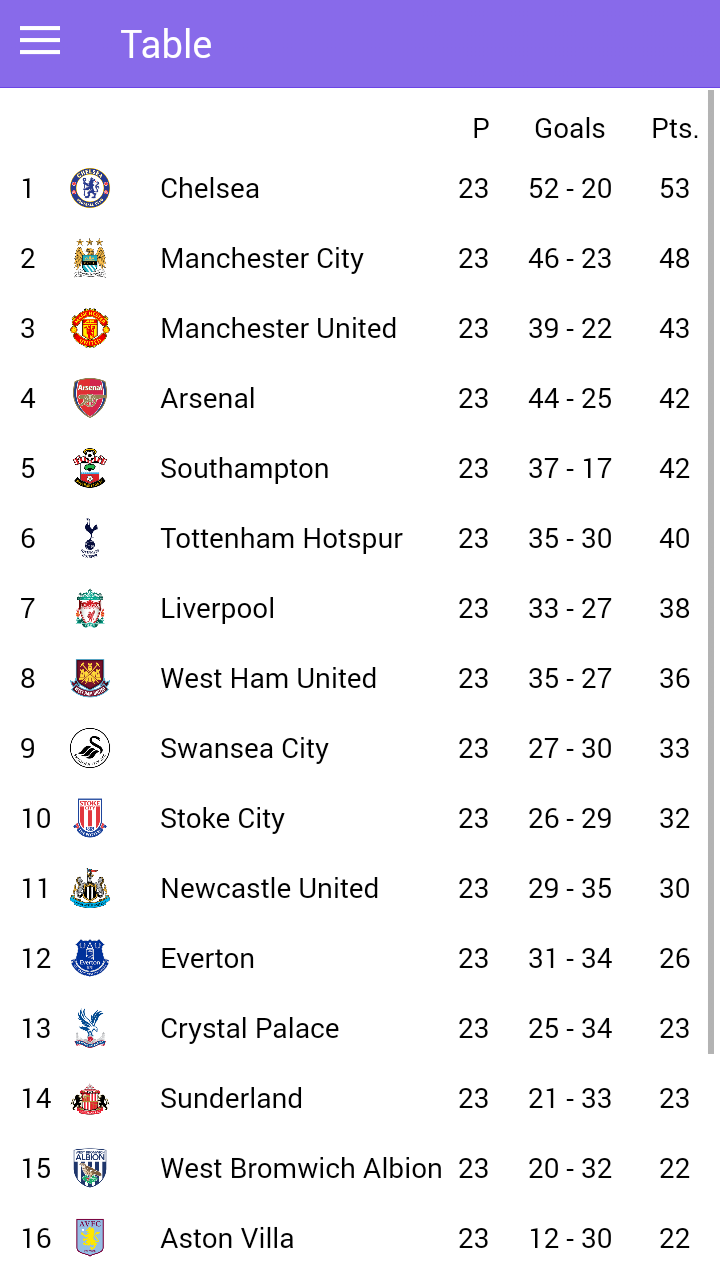 Table
P Goals Pts.
1 Chelsea 23 52 - 20 53
2 Manchester City 23 46 - 23 48
3 Manchester United 23 39 - 22 43
4 Arsenal 23 44 - 25 42
5 Southampton 23 37 - 17 42
6 Tottenham Hotspur 23 35 - 30 40
7 Liverpool 23 33 - 27 38
8 West Ham United 23 35 - 27 36
9 Swansea City 23 27 - 30 33
10 Stoke City 23 26 - 29 32
11 Newcastle United 23 29 - 35 30
12 Everton 23 31 - 34 26
13 Crystal Palace 23 25 - 34 23
14 Sunderland 23 21 - 33 23
15 West Bromwich Albion 23 20 - 32 22
16 Aston Villa 23 12 - 30 22